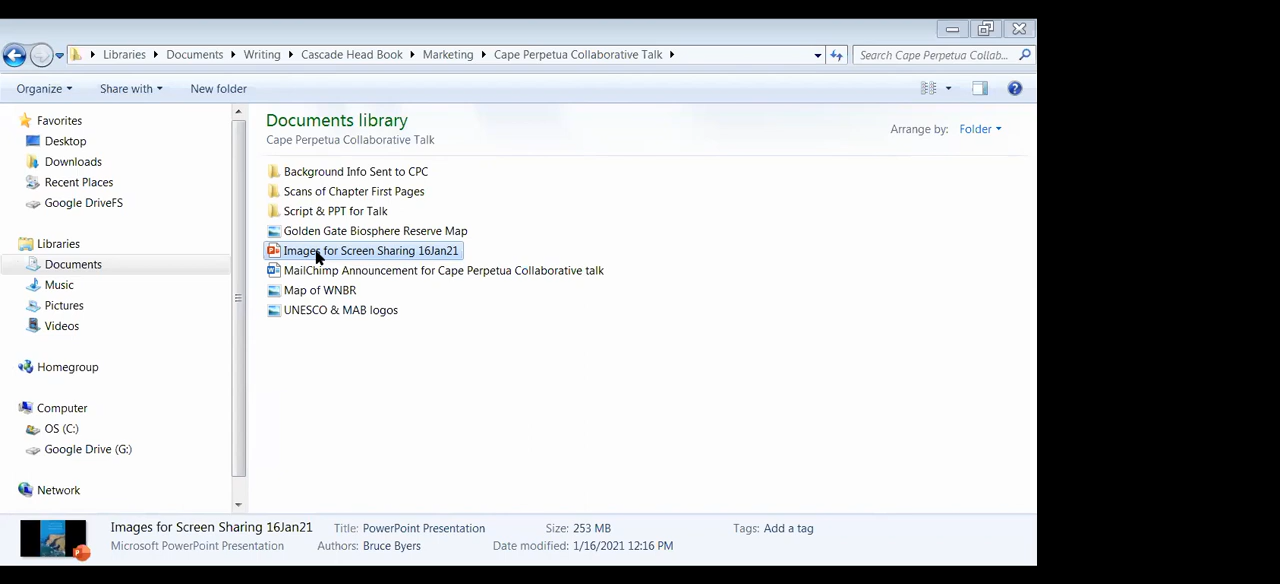 Libraries Documents Writing Cascade Head Book Marketing Cape Perpetua Collaborative Talk
Search Cape Perpetua Collab...
Organize Share with New folder
Favorites
Desktop
Downloads
Recent Places
Google DriveFS
Libraries
Documents
Music
Pictures
Videos
Homegroup
Computer
OS (C:)
Google Drive (G:)
Network
Documents library
Cape Perpetua Collaborative Talk
Arrange by: Folder
Background Info Sent to CPC
Scans of Chapter First Pages
Script & PPT for Talk
Golden Gate Biosphere Reserve Map
Images for Screen Sharing 16Jan21
MailChimp Announcement for Cape Perpetua Collaborative talk
Map of WNBR
UNESCO & MAB logos
Images for Screen Sharing 16Jan21 Title: PowerPoint Presentation Size: 253 MB Tags: Add a tag
Microsoft PowerPoint Presentation Authors: Bruce Byers Date modified: 1/16/2021 12:16 PM